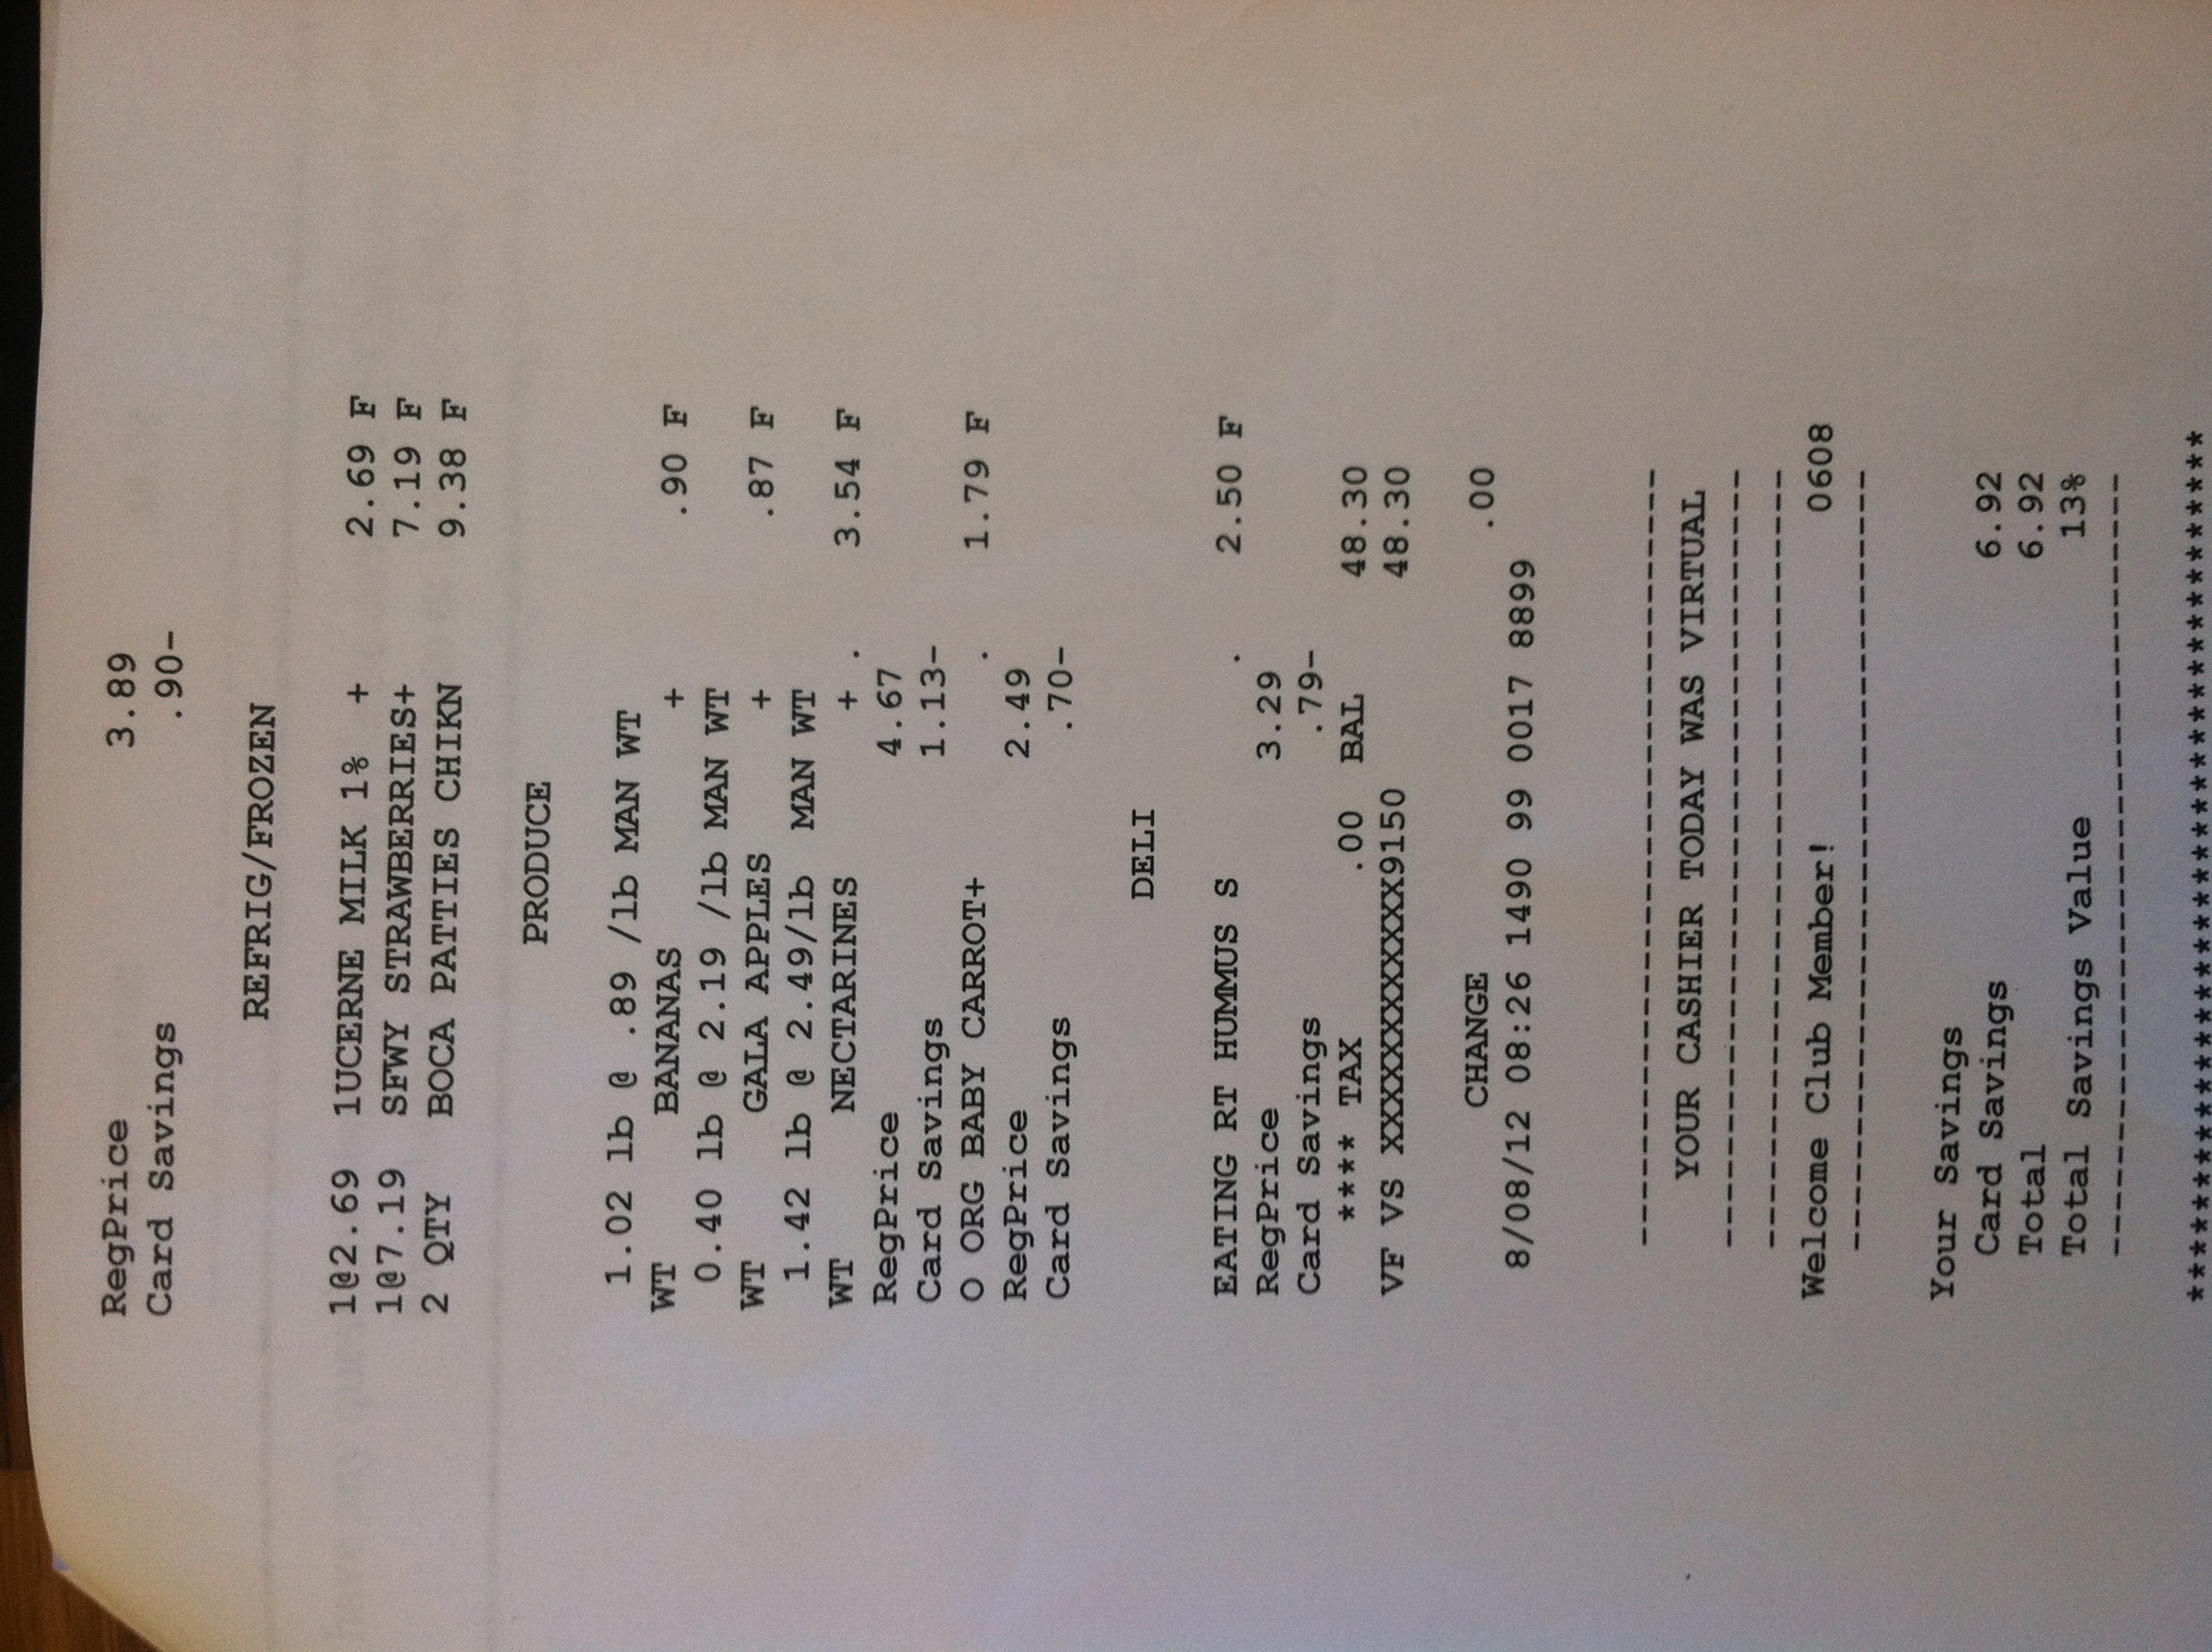 RegPrice 3.89
Card Savings .90-
REFRIG/FROZEN
1@2.69 1UCERNE MILK 1% + 2.69 F
1@7.19 SFWY STRAWBERRIES+ 7.19 F
2 QTY BOCA PATTIES CHIKN 9.38 F
PRODUCE
1.02 lb @ .89 /lb MAN WT
WT BANANAS + .90 F
0.40 lb @ 2.19 /lb MAN WT
WT GALA APPLES + .87 F
1.42 lb @ 2.49/lb MAN WT
WT NECTARINES + . 3.54 F
RegPrice 4.67
Card Savings 1.13-
O ORG BABY CARROT+ . 1.79 F
RegPrice 2.49
Card Savings .70-
DELI
EATING RT HUMMUS S . 2.50 F
RegPrice 3.29
Card Savings .79-
**** TAX .00 BAL 48.30
VF VS XXXXXXXXXXXX9150 48.30
CHANGE .00
8/08/12 08:26 1490 99 0017 8899
----------------------------------
YOUR CASHIER TODAY WAS VIRTUAL
----------------------------------
----------------------------------
Welcome Club Member! 0608
----------------------------------
Your Savings
Card Savings 6.92
Total 6.92
Total Savings Value 13%
----------------------------------
**************************************